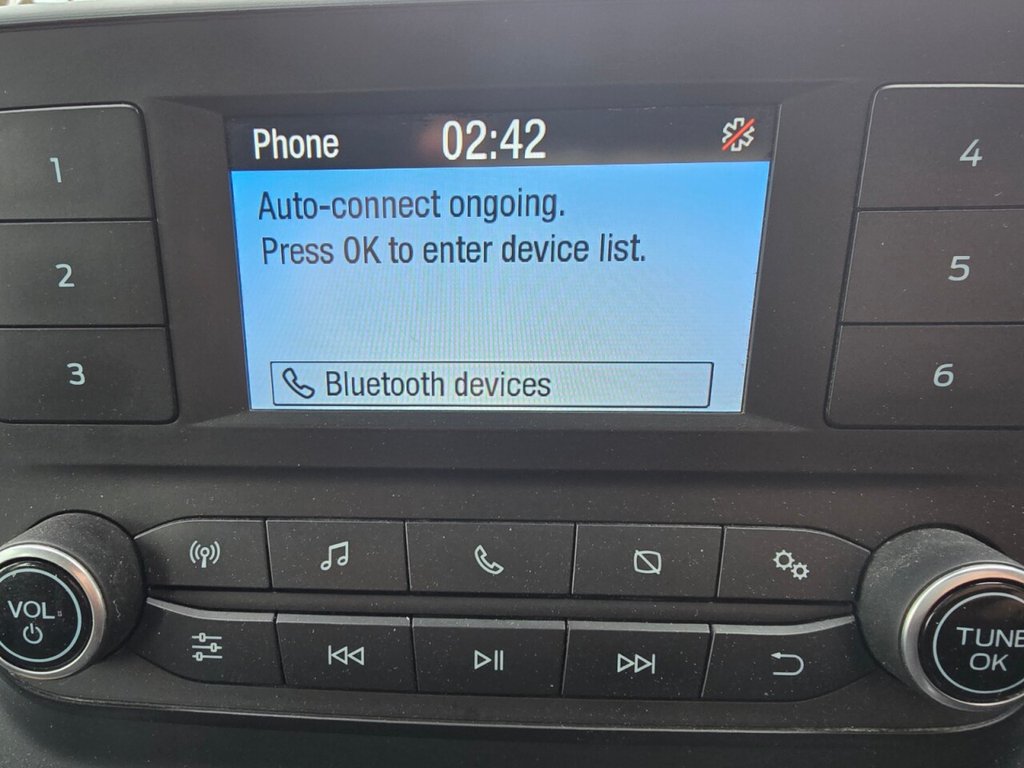 Phone 02:42
Auto-connect ongoing.
Press OK to enter device list.
Bluetooth devices
1
2
3
4
5
6
VOL
TUNE
OK